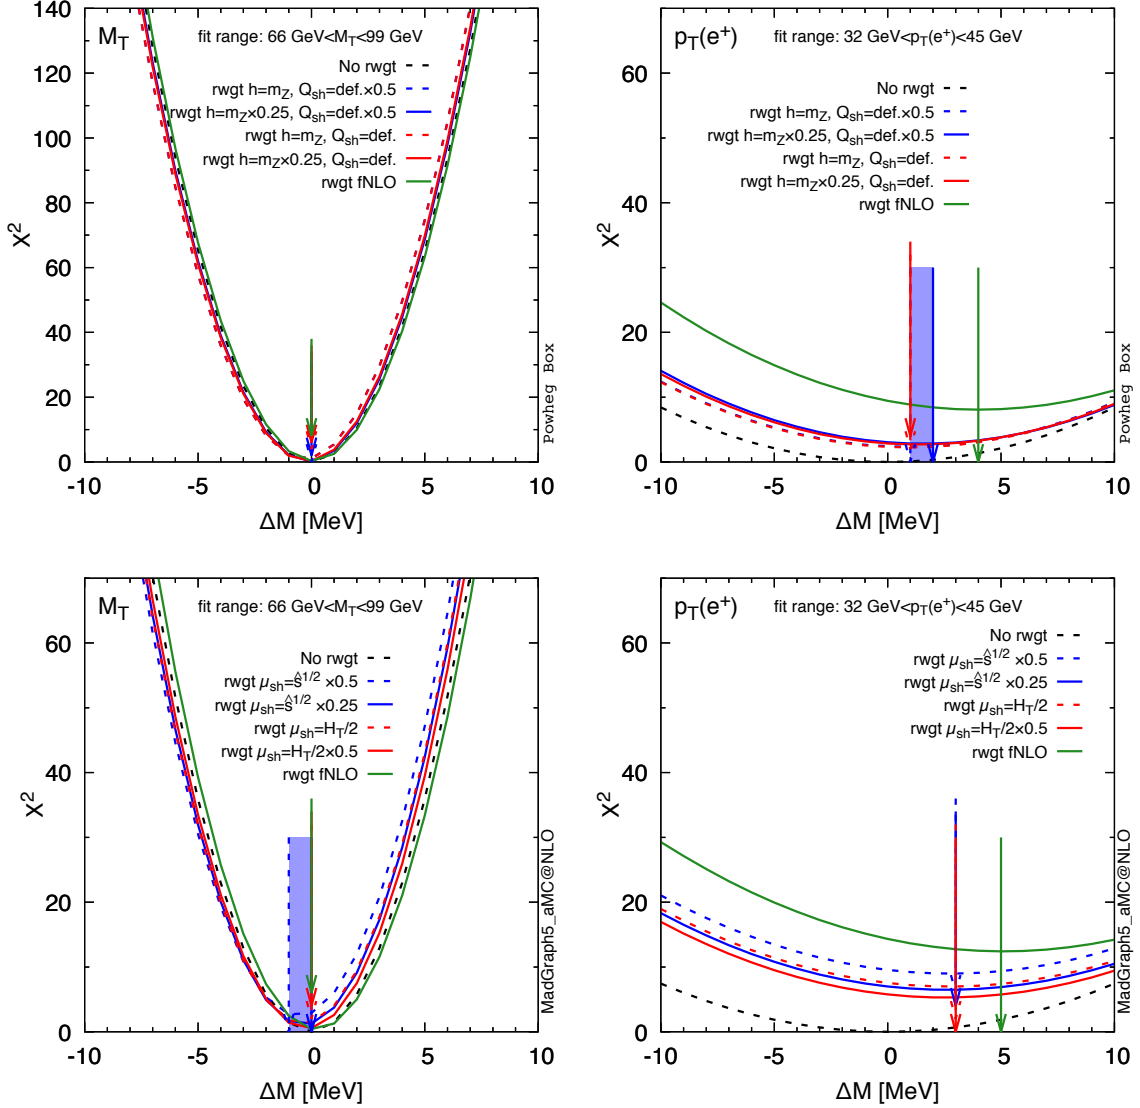 M_T fit range: 66 GeV<M_T<99 GeV
No rwgt
rwgt h=m_Z, Q_sh=def.×0.5
rwgt h=m_Z×0.25, Q_sh=def.×0.5
rwgt h=m_Z, Q_sh=def.
rwgt h=m_Z×0.25, Q_sh=def.
rwgt fNLO
140
120
100
80
60
40
20
0
Χ²
-10 -5 0 5 10
ΔM [MeV]
Powheg Box
p_T(e⁺) fit range: 32 GeV<p_T(e⁺)<45 GeV
No rwgt
rwgt h=m_Z, Q_sh=def.×0.5
rwgt h=m_Z×0.25, Q_sh=def.×0.5
rwgt h=m_Z, Q_sh=def.
rwgt h=m_Z×0.25, Q_sh=def.
rwgt fNLO
60
40
20
0
Χ²
-10 -5 0 5 10
ΔM [MeV]
Powheg Box
M_T fit range: 66 GeV<M_T<99 GeV
No rwgt
rwgt μ_sh=ŝ^1/2 ×0.5
rwgt μ_sh=ŝ^1/2 ×0.25
rwgt μ_sh=H_T/2
rwgt μ_sh=H_T/2×0.5
rwgt fNLO
60
40
20
0
Χ²
-10 -5 0 5 10
ΔM [MeV]
MadGraph5_aMC@NLO
p_T(e⁺) fit range: 32 GeV<p_T(e⁺)<45 GeV
No rwgt
rwgt μ_sh=ŝ^1/2 ×0.5
rwgt μ_sh=ŝ^1/2 ×0.25
rwgt μ_sh=H_T/2
rwgt μ_sh=H_T/2×0.5
rwgt fNLO
60
40
20
0
Χ²
-10 -5 0 5 10
ΔM [MeV]
MadGraph5_aMC@NLO